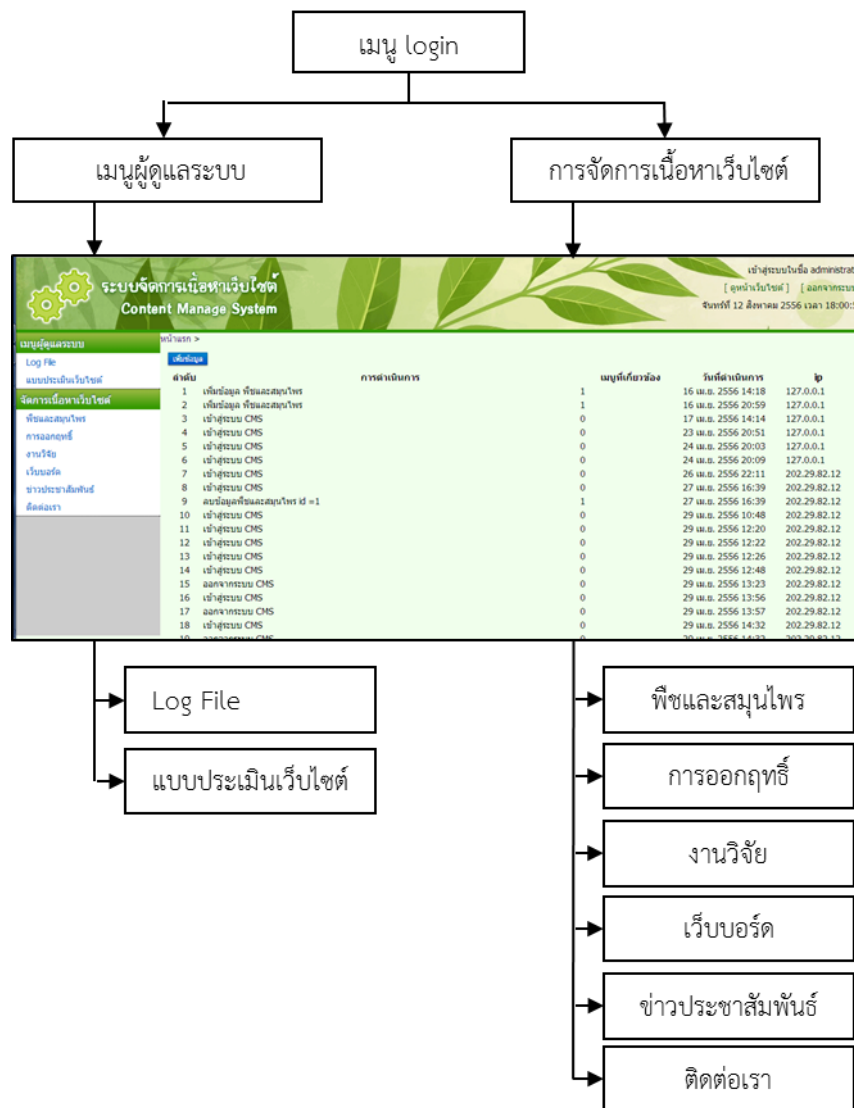 เมนู login
เมนูผู้ดูแลระบบ
การจัดการเนื้อหาเว็บไซต์
ระบบจัดการเนื้อหาเว็บไซต์
Content Manage System
เข้าสู่ระบบในชื่อ administrat
[ ดูหน้าเว็บไซต์ ] [ ออกจากระบบ
จันทร์ที่ 12 สิงหาคม 2556 เวลา 18:00:5
เมนูผู้ดูแลระบบ
Log File
แบบประเมินเว็บไซต์
จัดการเนื้อหาเว็บไซต์
พืชและสมุนไพร
การออกฤทธิ์
งานวิจัย
เว็บบอร์ด
ข่าวประชาสัมพันธ์
ติดต่อเรา
หน้าแรก >
เพิ่มข้อมูล
ลำดับ การดำเนินการ เมนูที่เกี่ยวข้อง วันที่ดำเนินการ ip
1 เพิ่มข้อมูล พืชและสมุนไพร 1 16 เม.ย. 2556 14:18 127.0.0.1
2 เพิ่มข้อมูล พืชและสมุนไพร 1 16 เม.ย. 2556 20:59 127.0.0.1
3 เข้าสู่ระบบ CMS 0 17 เม.ย. 2556 14:14 127.0.0.1
4 เข้าสู่ระบบ CMS 0 23 เม.ย. 2556 20:51 127.0.0.1
5 เข้าสู่ระบบ CMS 0 24 เม.ย. 2556 20:03 127.0.0.1
6 เข้าสู่ระบบ CMS 0 24 เม.ย. 2556 20:09 127.0.0.1
7 เข้าสู่ระบบ CMS 0 26 เม.ย. 2556 22:11 202.29.82.12
8 เข้าสู่ระบบ CMS 0 27 เม.ย. 2556 16:39 202.29.82.12
9 ลบข้อมูลพืชและสมุนไพร id =1 1 27 เม.ย. 2556 16:39 202.29.82.12
10 เข้าสู่ระบบ CMS 0 29 เม.ย. 2556 10:48 202.29.82.12
11 เข้าสู่ระบบ CMS 0 29 เม.ย. 2556 12:20 202.29.82.12
12 เข้าสู่ระบบ CMS 0 29 เม.ย. 2556 12:22 202.29.82.12
13 เข้าสู่ระบบ CMS 0 29 เม.ย. 2556 12:26 202.29.82.12
14 เข้าสู่ระบบ CMS 0 29 เม.ย. 2556 12:48 202.29.82.12
15 ออกจากระบบ CMS 0 29 เม.ย. 2556 13:23 202.29.82.12
16 เข้าสู่ระบบ CMS 0 29 เม.ย. 2556 13:56 202.29.82.12
17 ออกจากระบบ CMS 0 29 เม.ย. 2556 13:57 202.29.82.12
18 เข้าสู่ระบบ CMS 0 29 เม.ย. 2556 14:32 202.29.82.12
Log File
แบบประเมินเว็บไซต์
พืชและสมุนไพร
การออกฤทธิ์
งานวิจัย
เว็บบอร์ด
ข่าวประชาสัมพันธ์
ติดต่อเรา